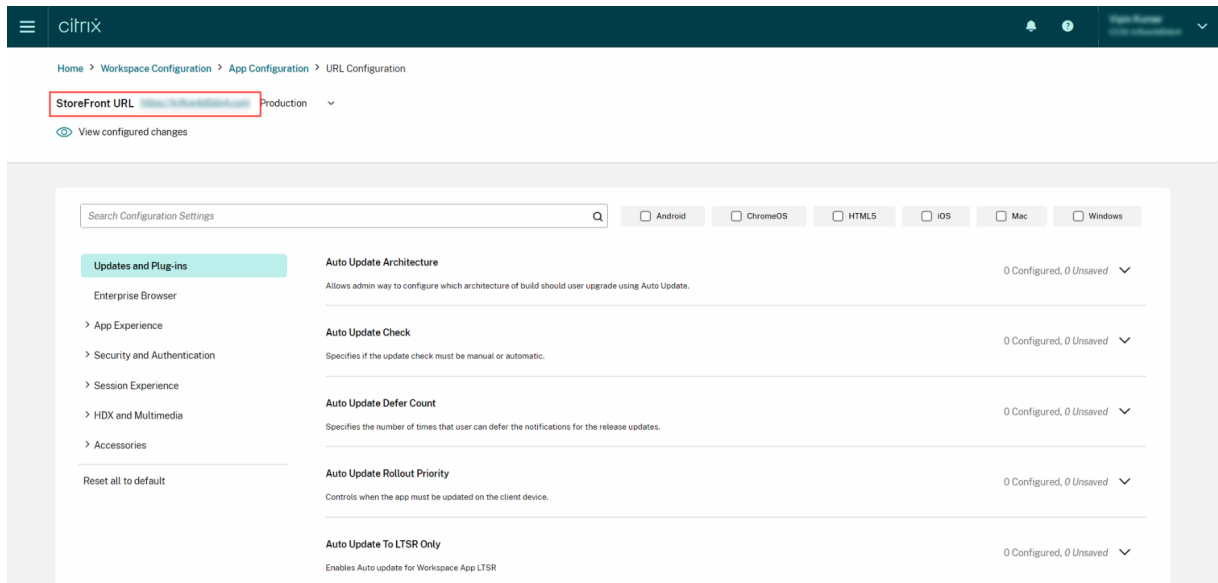 citrix
Home > Workspace Configuration > App Configuration > URL Configuration
StoreFront URL Production
View configured changes
Search Configuration Settings
Android ChromeOS HTML5 iOS Mac Windows
Updates and Plug-ins
Enterprise Browser
App Experience
Security and Authentication
Session Experience
HDX and Multimedia
Accessories
Reset all to default
Auto Update Architecture
0 Configured, 0 Unsaved
Allows admin way to configure which architecture of build should user upgrade using Auto Update.
Auto Update Check
0 Configured, 0 Unsaved
Specifies if the update check must be manual or automatic.
Auto Update Defer Count
0 Configured, 0 Unsaved
Specifies the number of times that user can defer the notifications for the release updates.
Auto Update Rollout Priority
0 Configured, 0 Unsaved
Controls when the app must be updated on the client device.
Auto Update To LTSR Only
0 Configured, 0 Unsaved
Enables Auto update for Workspace App LTSR